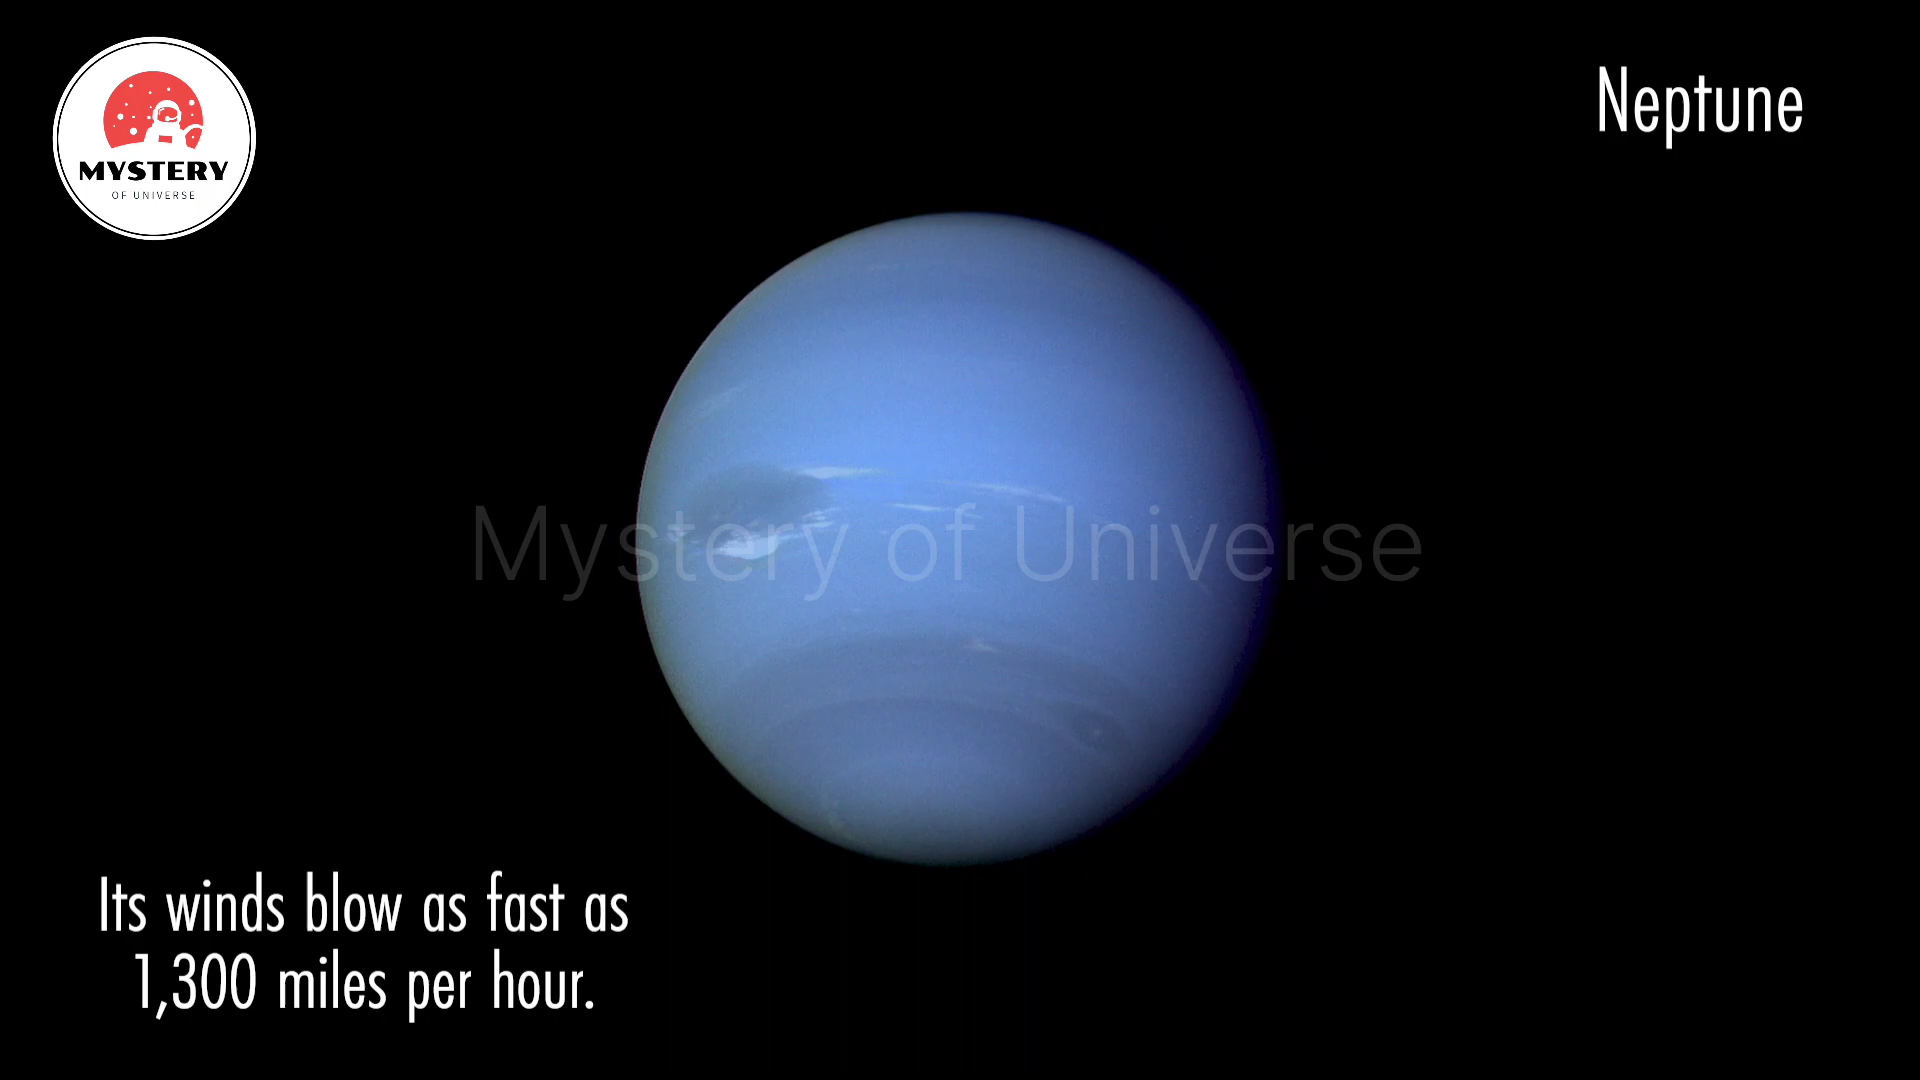 MYSTERY
OF UNIVERSE
Neptune
Mystery of Universe
Its winds blow as fast as
1,300 miles per hour.